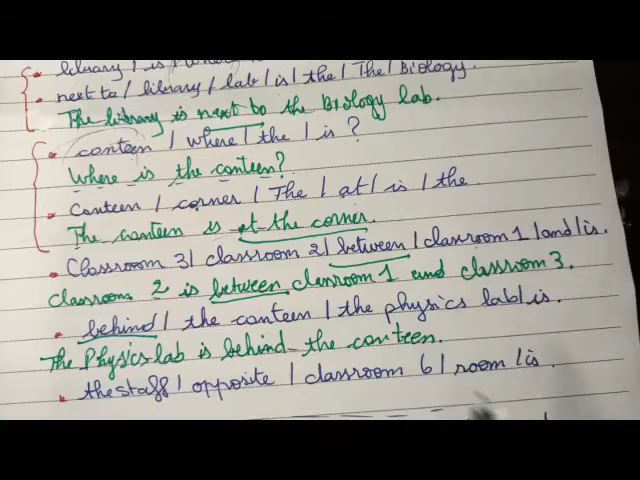 library / is /
next to / library / lab / is / the / The / Biology.
The library is next to the Biology lab.
canteen / where / the / is ?
Where is the canteen?
Canteen / corner / The / at / is / the
The canteen is at the corner.
Classroom 3 / classroom 2 / between / classroom 1 / and / is.
classroom 2 is between classroom 1 and classroom 3.
behind / the canteen / the physics lab / is.
The Physics lab is behind the canteen.
the staff / opposite / classroom 6 / room / is.